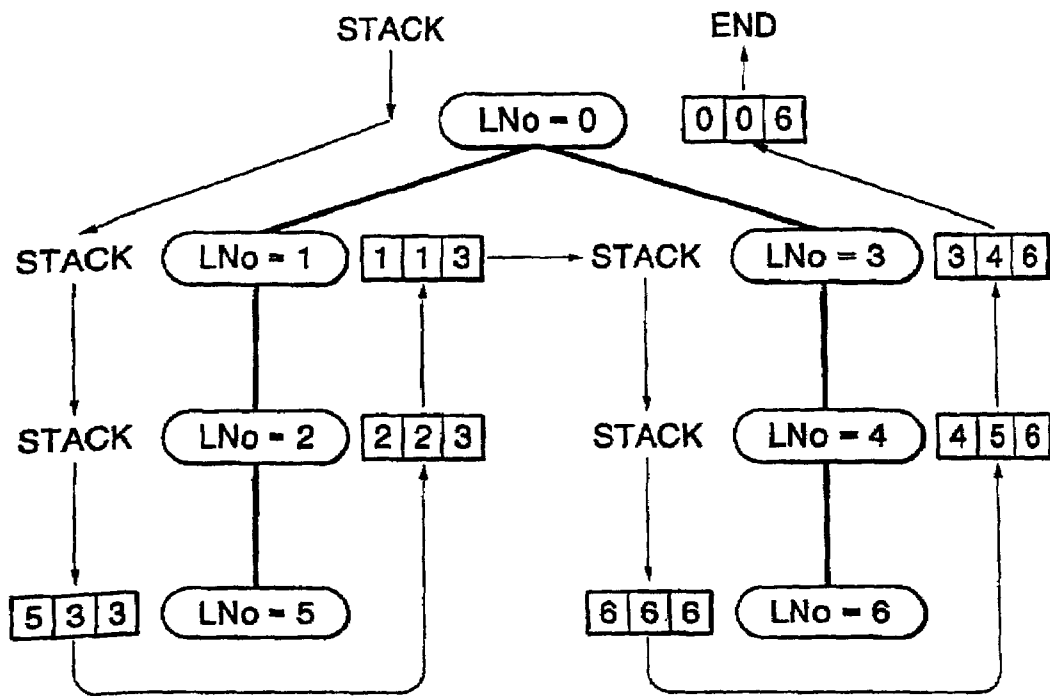 STACK END
LNo = 0 0 0 6
STACK LNo = 1 1 1 3 STACK LNo = 3 3 4 6
STACK LNo = 2 2 2 3 STACK LNo = 4 4 5 6
5 3 3 LNo = 5 6 6 6 LNo = 6